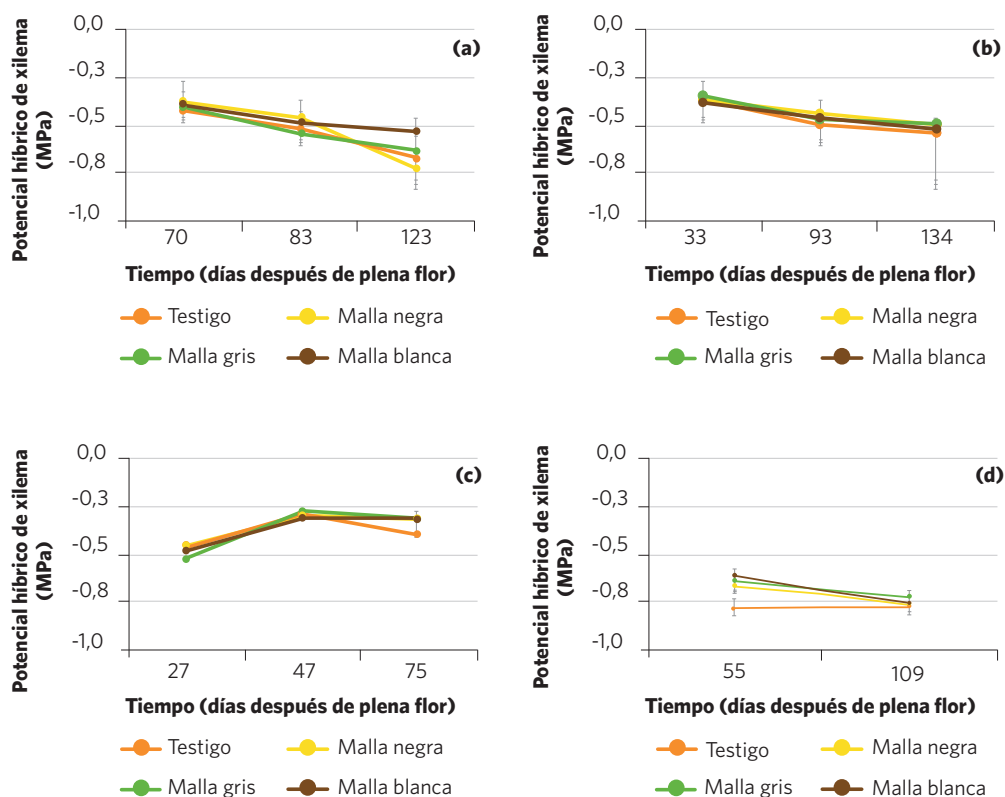 Potencial híbrico de xilema
(MPa)
0,0
-0,3
-0,5
-0,8
-1,0
(a)
70
83
123
Tiempo (días después de plena flor)
Testigo
Malla negra
Malla gris
Malla blanca
Potencial híbrico de xilema
(MPa)
0,0
-0,3
-0,5
-0,8
-1,0
(b)
33
93
134
Tiempo (días después de plena flor)
Testigo
Malla negra
Malla gris
Malla blanca
Potencial híbrico de xilema
(MPa)
0,0
-0,3
-0,5
-0,8
-1,0
(c)
27
47
75
Tiempo (días después de plena flor)
Testigo
Malla negra
Malla gris
Malla blanca
Potencial híbrico de xilema
(MPa)
0,0
-0,3
-0,5
-0,8
-1,0
(d)
55
109
Tiempo (días después de plena flor)
Testigo
Malla negra
Malla gris
Malla blanca